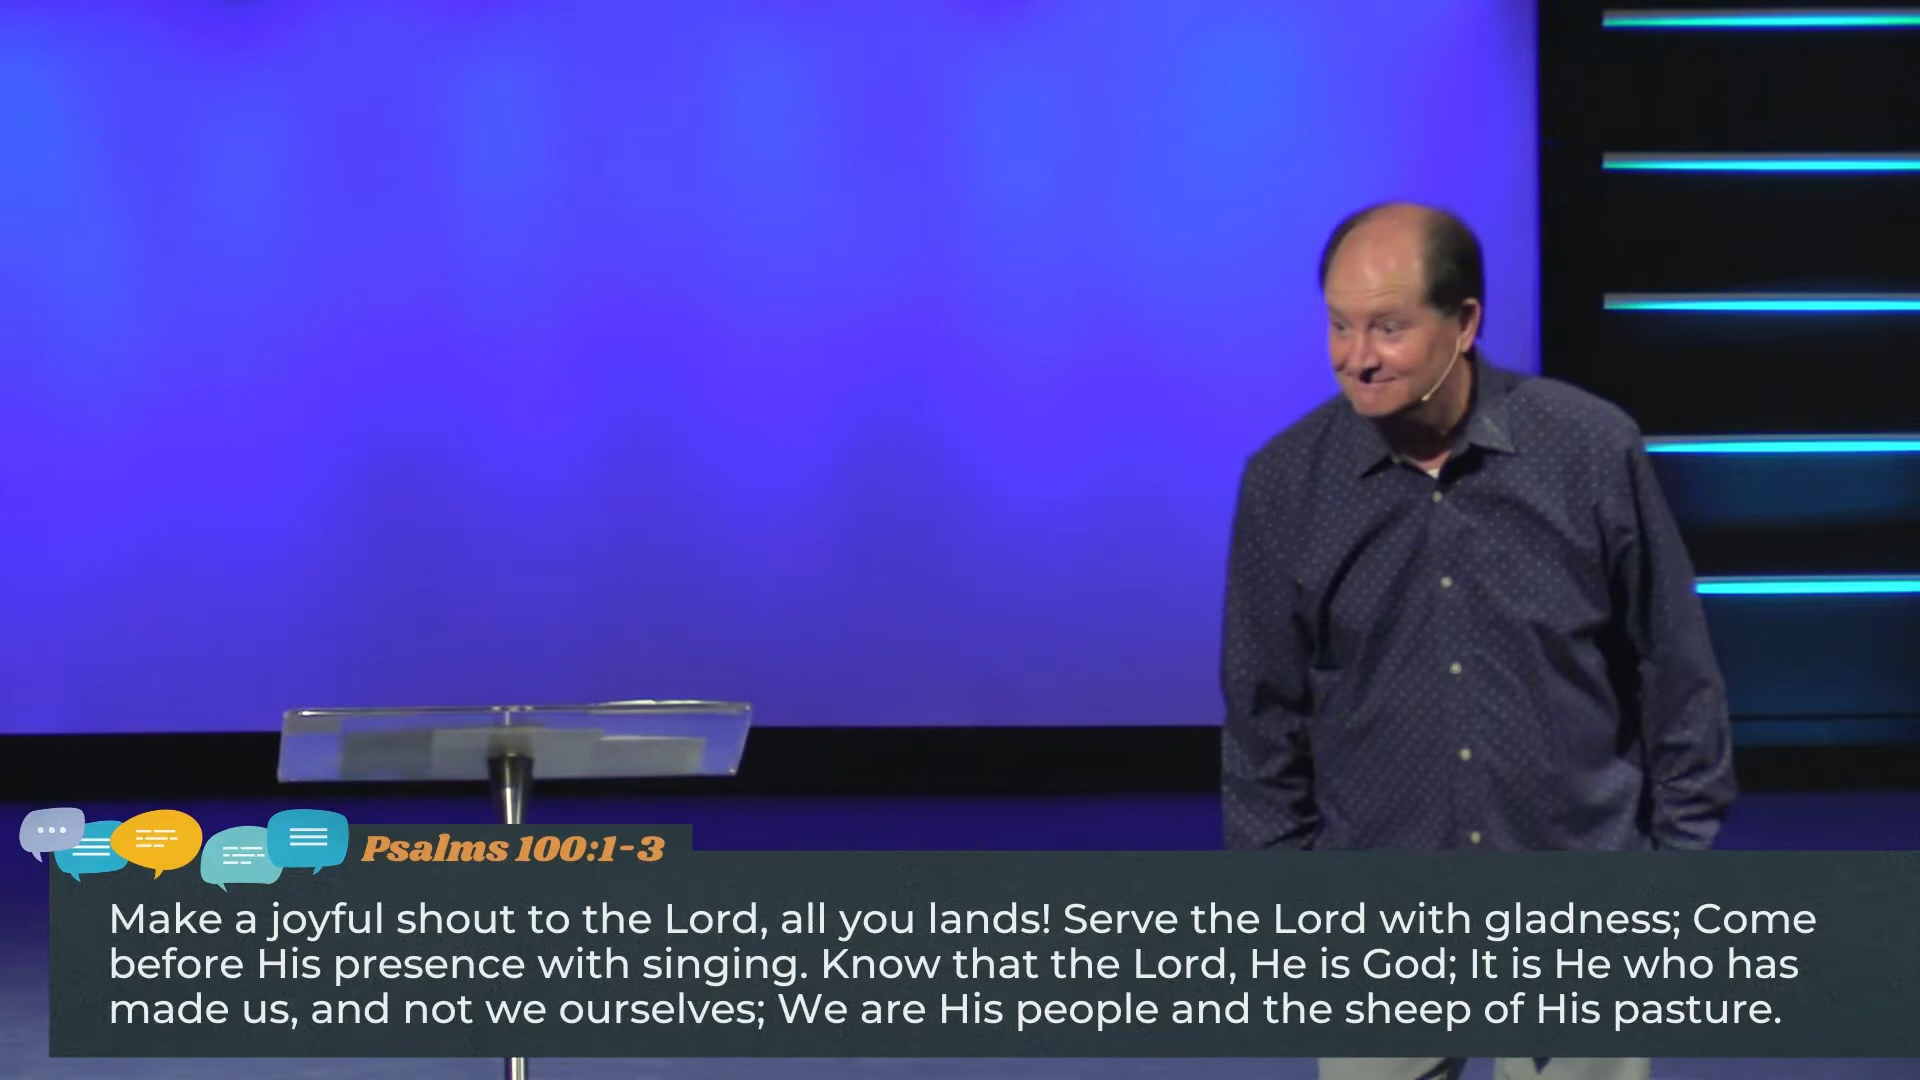 Psalms 100:1-3
Make a joyful shout to the Lord, all you lands! Serve the Lord with gladness; Come
before His presence with singing. Know that the Lord, He is God; It is He who has
made us, and not we ourselves; We are His people and the sheep of His pasture.